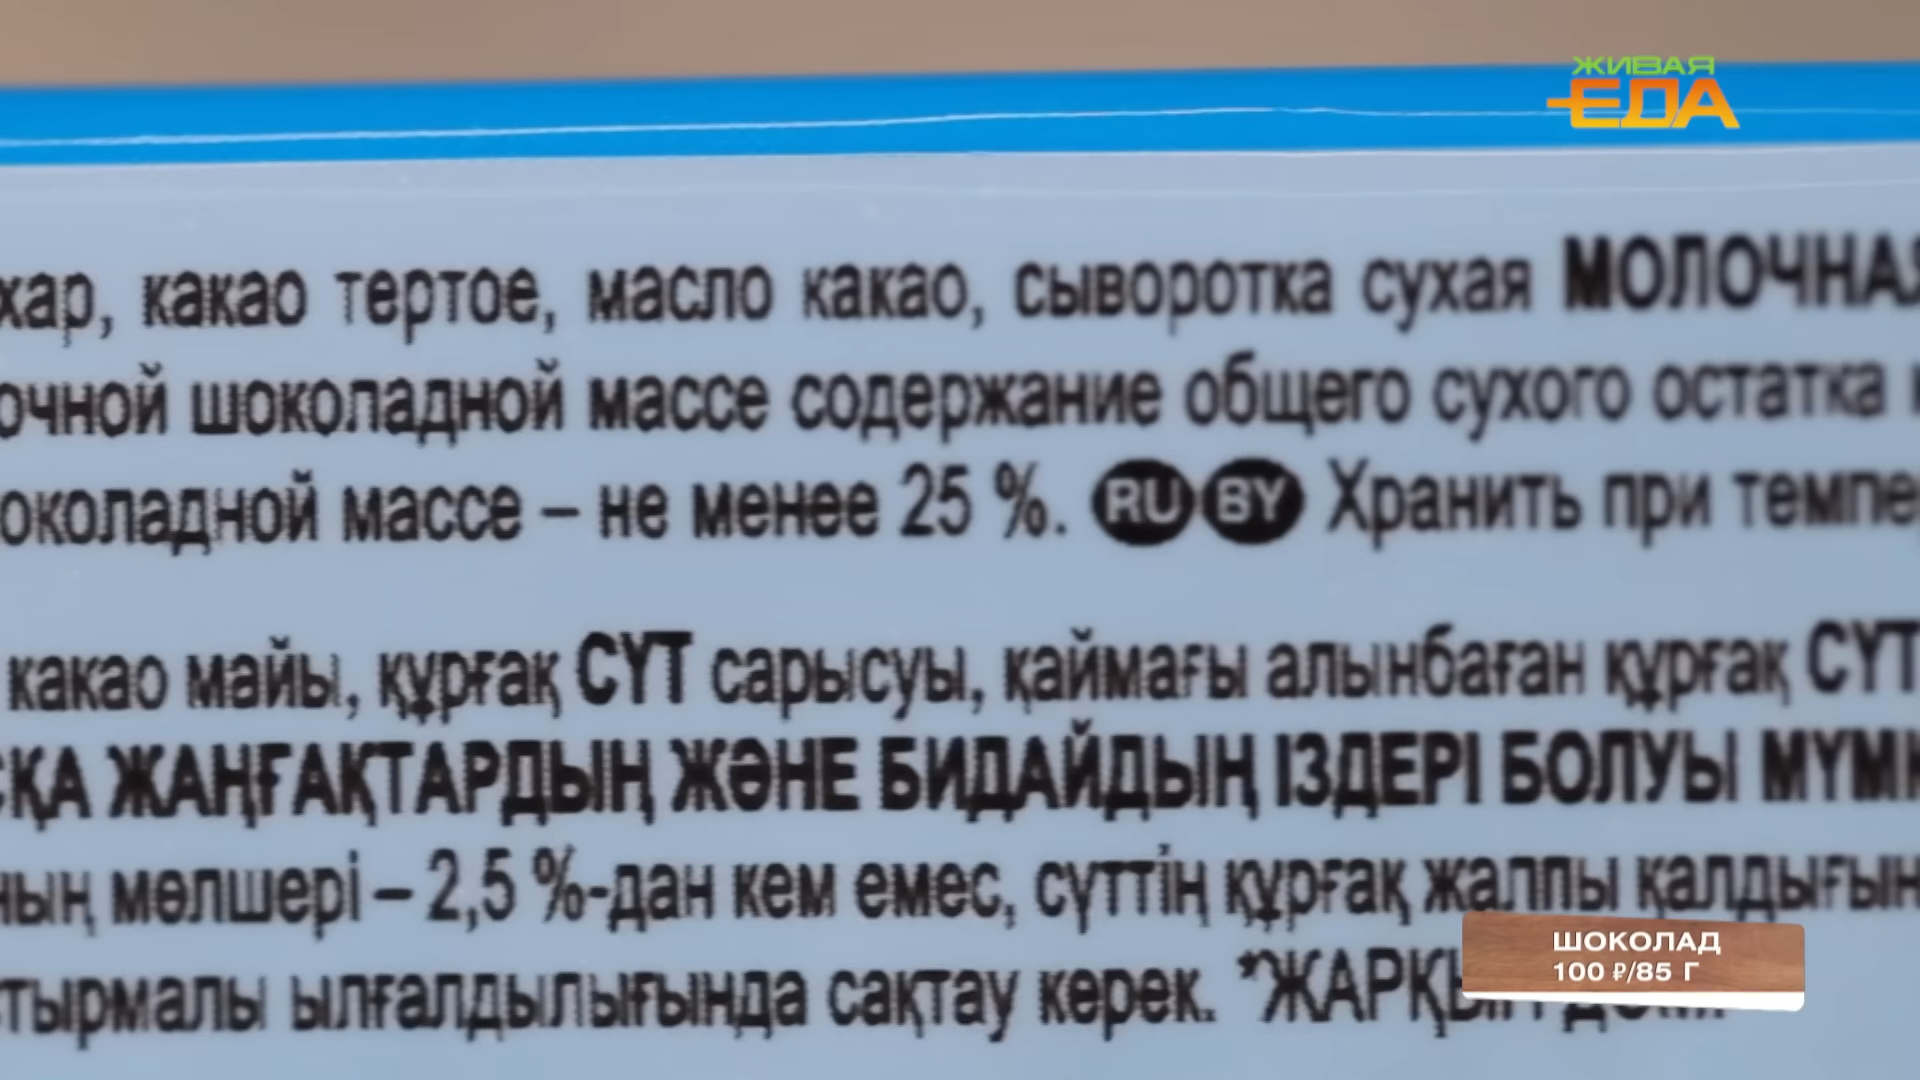 ЖИВАЯ
ЕДА
хар, какао тертое, масло какао, сыворотка сухая МОЛОЧНАЯ
очной шоколадной массе содержание общего сухого остатка
околадной массе – не менее 25 %. RU BY Хранить при темпе
какао майы, құрғақ СҮТ сарысуы, қаймағы алынбаған құрғақ СҮТ
СҚА ЖАҢҒАҚТАРДЫҢ ЖӘНЕ БИДАЙДЫҢ ІЗДЕРІ БОЛУЫ МҮМК
ның мөлшері – 2,5 %-дан кем емес, сүттің құрғақ жалпы қалдығын
тырмалы ылғалдылығында сақтау керек.
ШОКОЛАД
100 ₽/85 Г